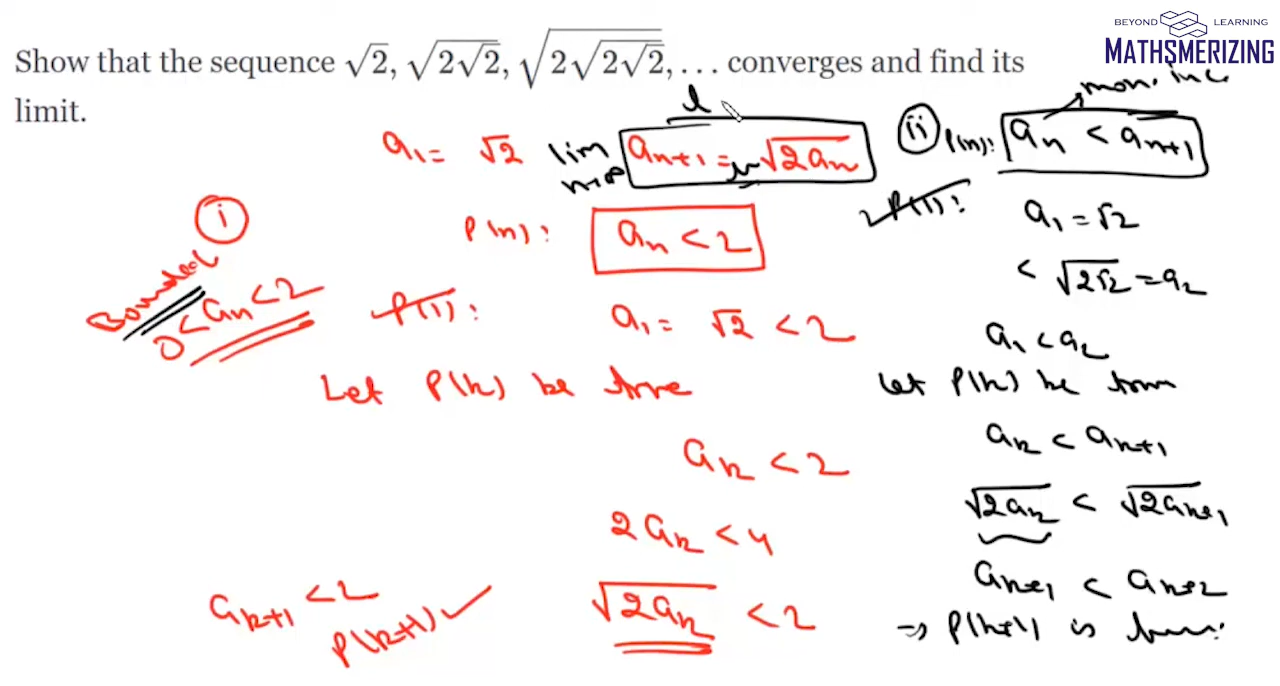 BEYOND LEARNING
MATHSMERIZING
Show that the sequence √2, √(2√2), √(2√(2√2)), ... converges and find its
limit.
a₁ = √2
lim n→∞
aₙ₊₁ = √(2aₙ)
l
P(n): aₙ < 2
(i)
Bounded
0 < aₙ < 2
P(1): a₁ = √2 < 2
Let P(k) be true
aₖ < 2
2aₖ < 4
√(2aₖ) < 2
aₖ₊₁ < 2
P(k+1) ✓
(ii) P(n): aₙ < aₙ₊₁
mon. inc
P(1): a₁ = √2
< √(2√2) = a₂
a₁ < a₂
Let P(k) be true
aₖ < aₖ₊₁
√(2aₖ) < √(2aₖ₊₁)
aₖ₊₁ < aₖ₊₂
⇒ P(k+1) is true